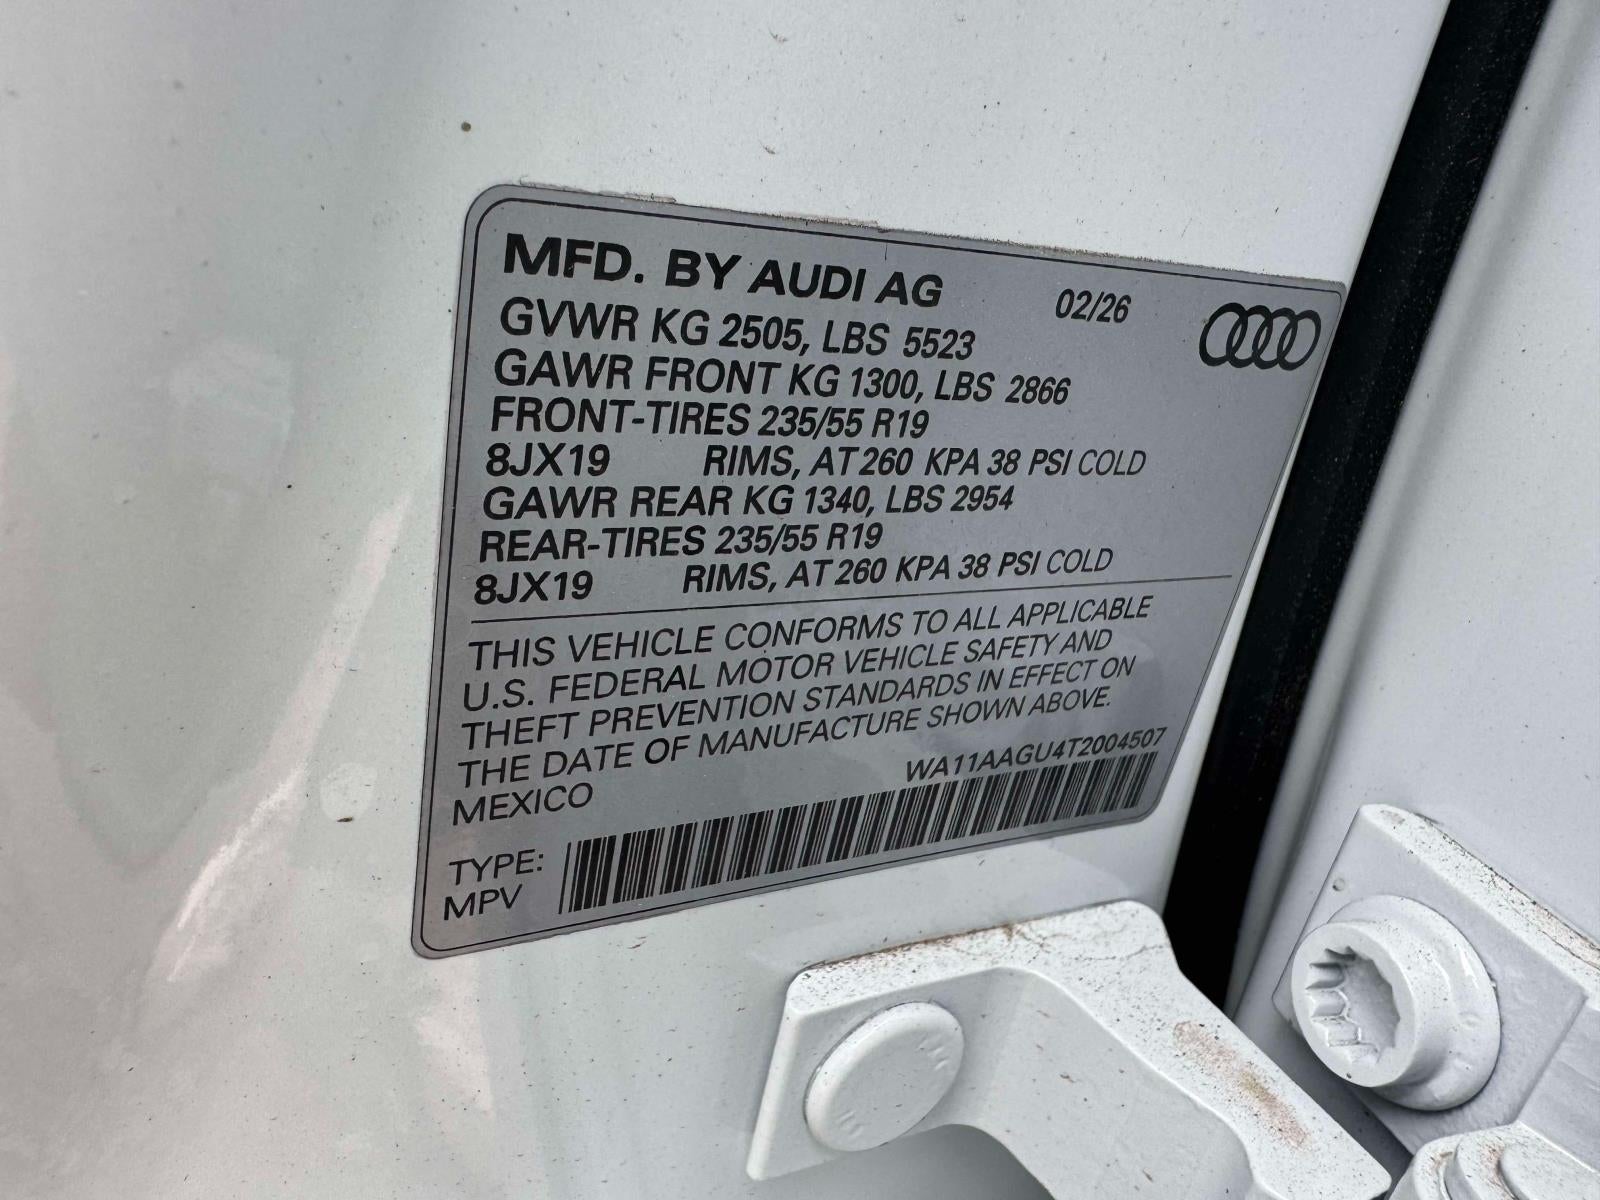 MFD. BY AUDI AG 02/26
GVWR KG 2505, LBS 5523
GAWR FRONT KG 1300, LBS 2866
FRONT-TIRES 235/55 R19
8JX19 RIMS, AT 260 KPA 38 PSI COLD
GAWR REAR KG 1340, LBS 2954
REAR-TIRES 235/55 R19
8JX19 RIMS, AT 260 KPA 38 PSI COLD
THIS VEHICLE CONFORMS TO ALL APPLICABLE
U.S. FEDERAL MOTOR VEHICLE SAFETY AND
THEFT PREVENTION STANDARDS IN EFFECT ON
THE DATE OF MANUFACTURE SHOWN ABOVE.
MEXICO WA11AAGU4T2004507
TYPE:
MPV